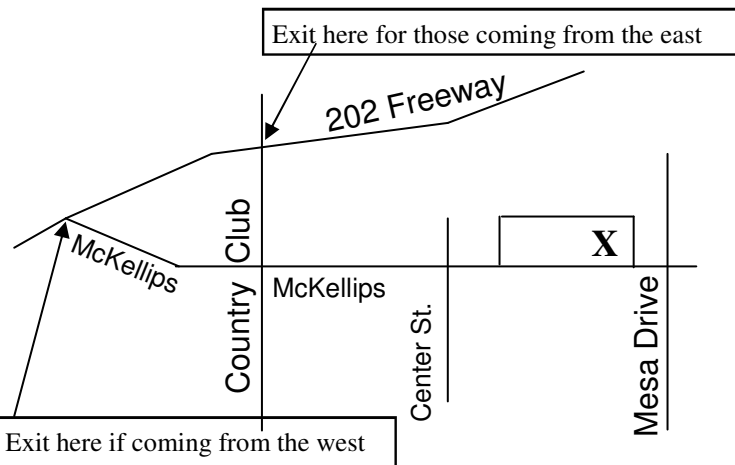 Exit here for those coming from the east
202 Freeway
McKellips
Country Club
McKellips
X
Center St.
Mesa Drive
Exit here if coming from the west